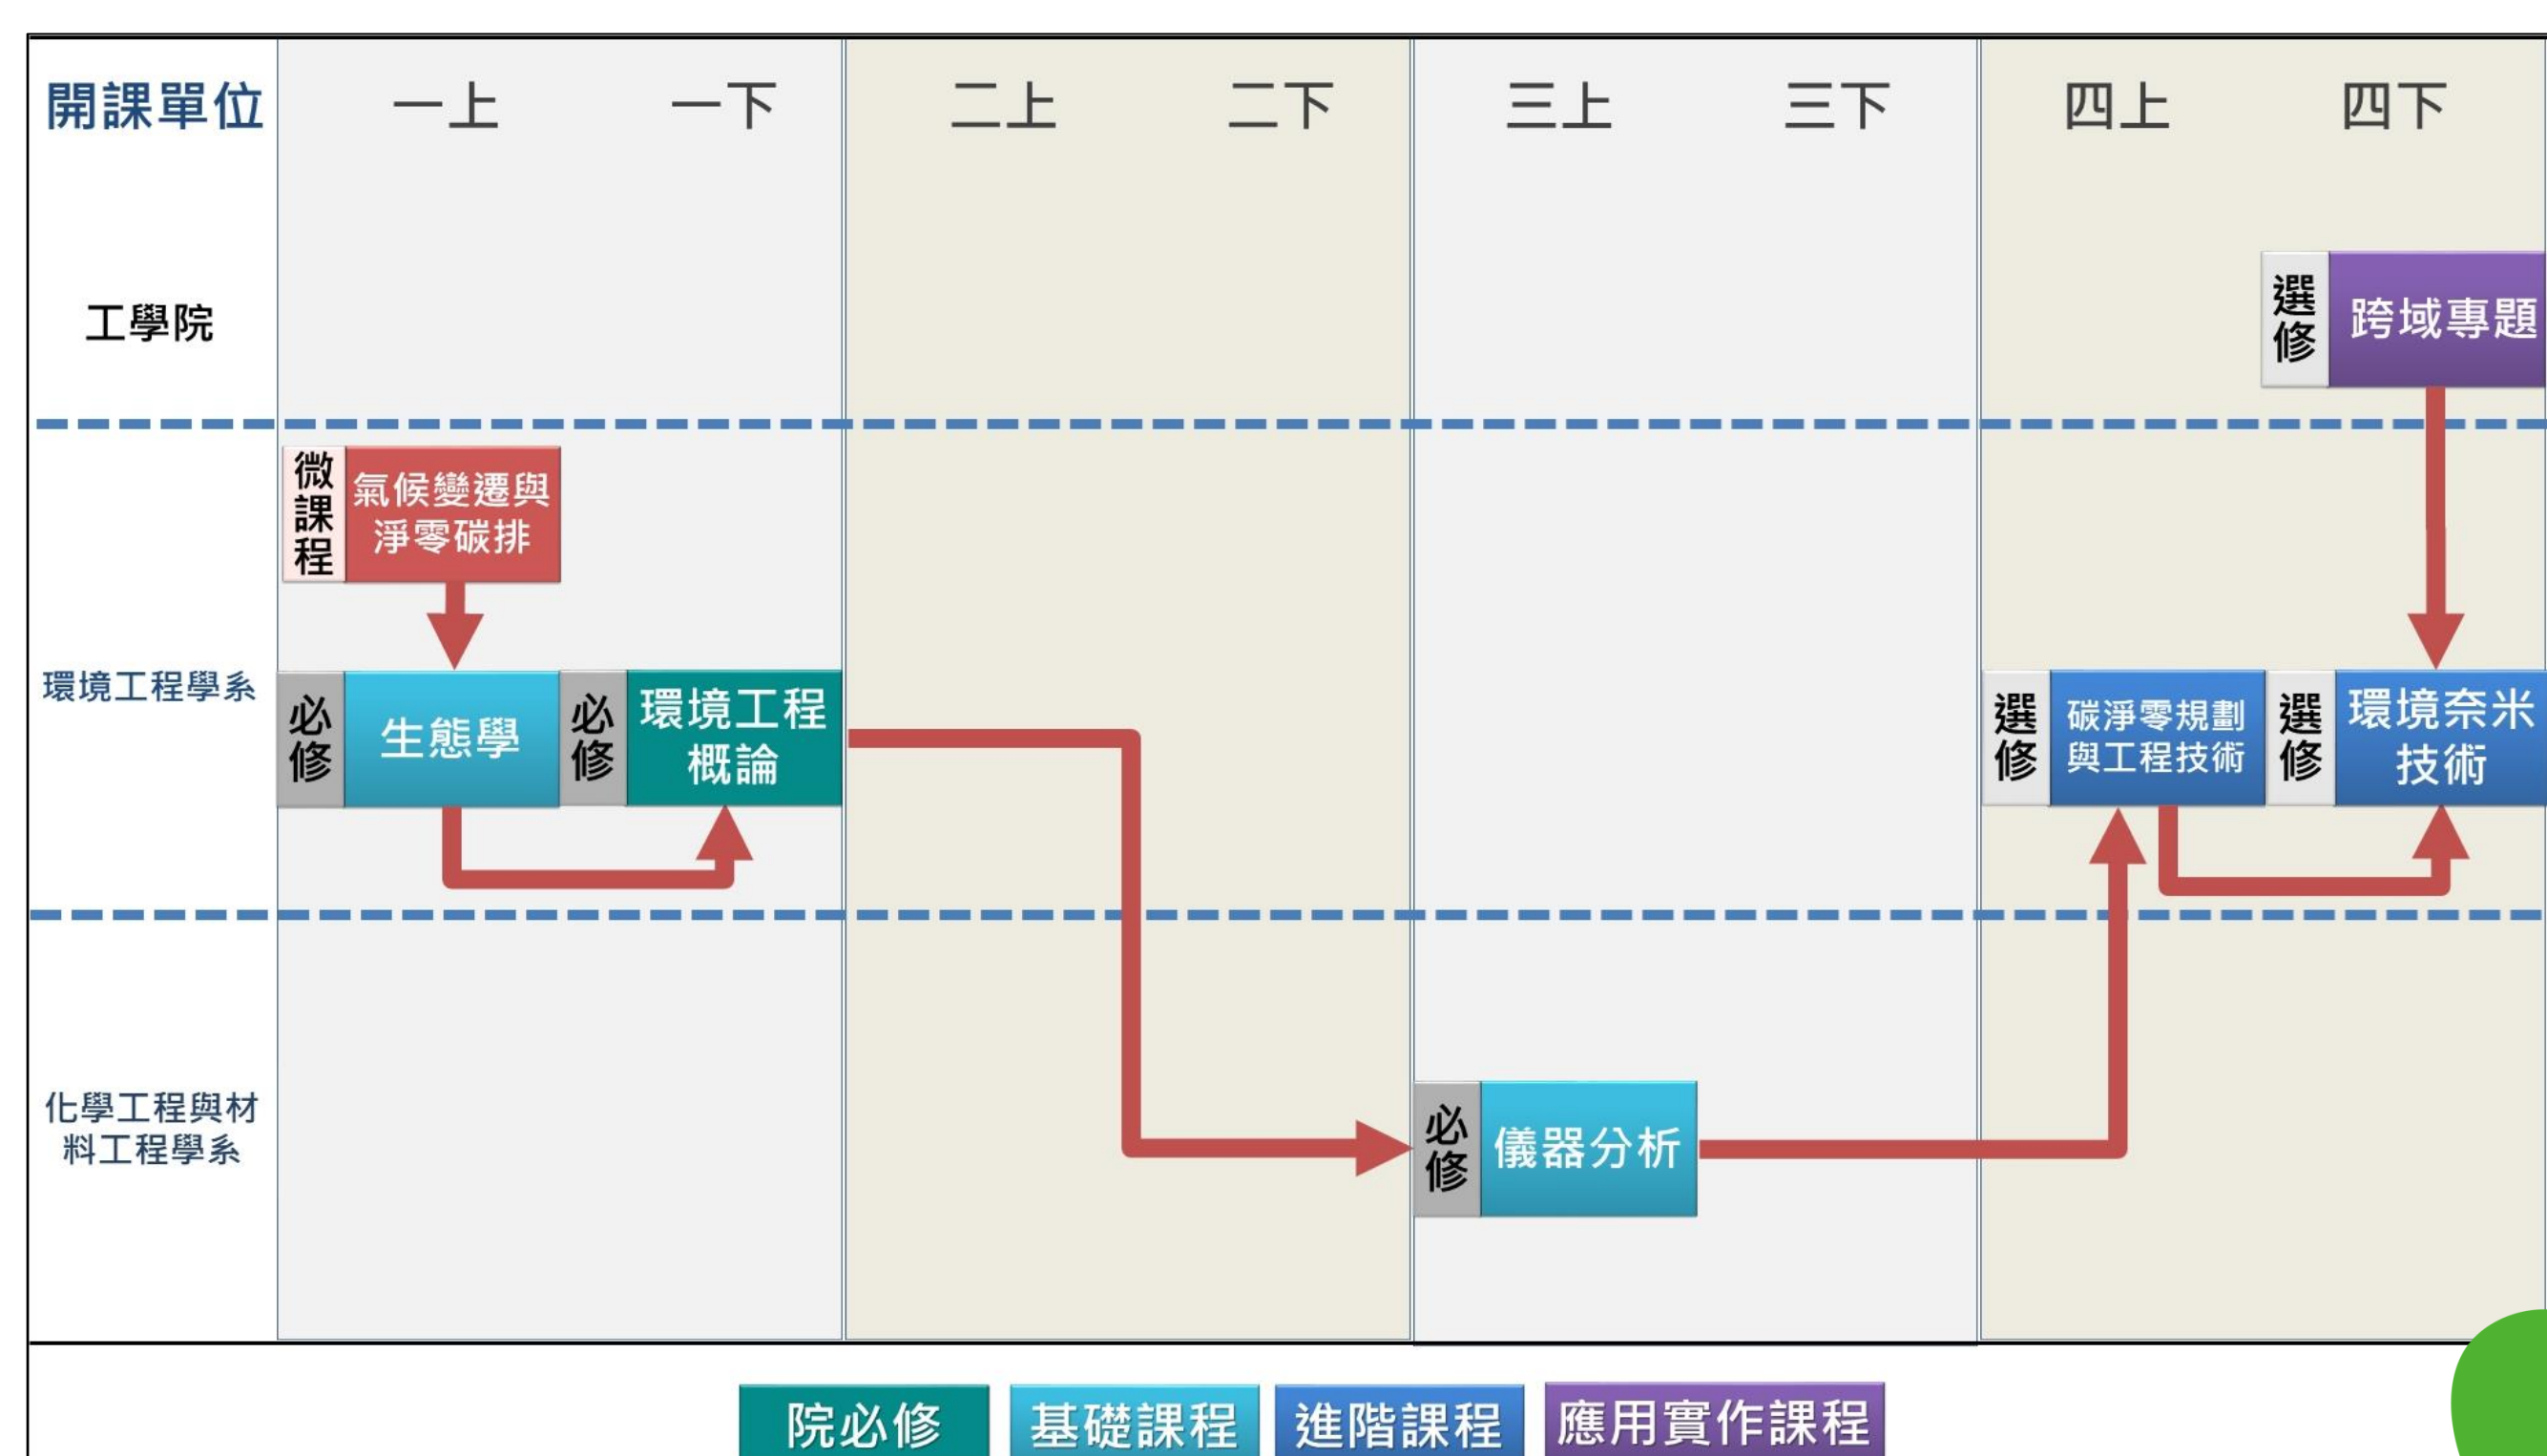 開課單位
一上
一下
二上
二下
三上
三下
四上
四下
工學院
選修
跨域專題
環境工程學系
微課程
氣候變遷與
淨零碳排
必修
生態學
必修
環境工程
概論
選修
碳淨零規劃
與工程技術
選修
環境奈米
技術
化學工程與材
料工程學系
必修
儀器分析
院必修
基礎課程
進階課程
應用實作課程